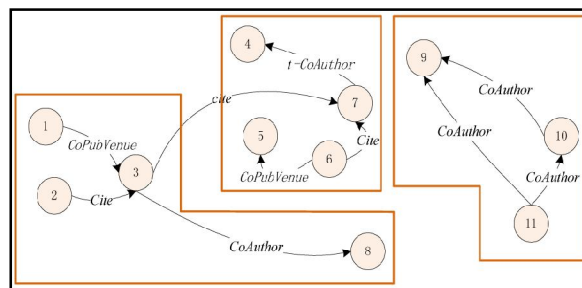 4
9
t-CoAuthor
cite
7
CoAuthor
1
5
10
CoPubVenue
Cite
CoAuthor
3
6
2
Cite
CoPubVenue
CoAuthor
11
CoAuthor
8